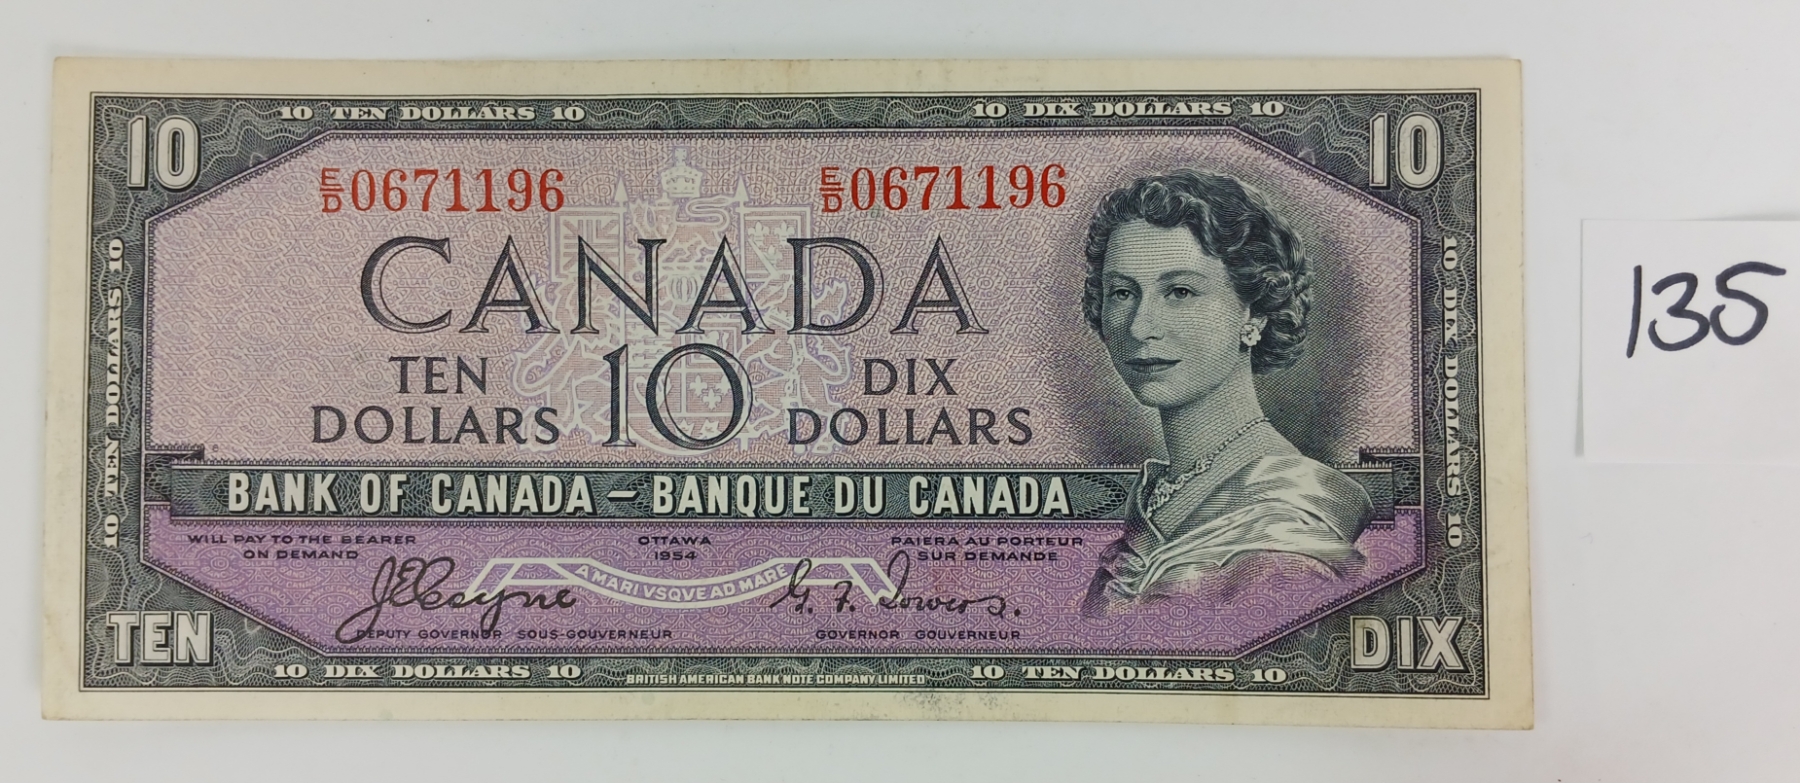 10 TEN DOLLARS 10
10 DIX DOLLARS 10
10
10
E/D 0671196
E/D 0671196
CANADA
TEN DOLLARS
10
DIX DOLLARS
10 TEN DOLLARS 10
10 DIX DOLLARS 10
135
BANK OF CANADA – BANQUE DU CANADA
WILL PAY TO THE BEARER
ON DEMAND
OTTAWA
1954
PAIERA AU PORTEUR
SUR DEMANDE
A MARI VSQVE AD MARE
J E Coyne
G. F. Towers.
DEPUTY GOVERNOR SOUS-GOUVERNEUR
GOVERNOR GOUVERNEUR
TEN
DIX
10 DIX DOLLARS 10
BRITISH AMERICAN BANK NOTE COMPANY LIMITED
10 TEN DOLLARS 10